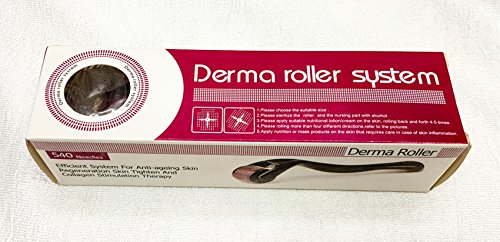 Derma roller system
Derma roller system
1.Please choose the suitable size
2.Please sterilize the roller and the nursing part with alcohol.
3.Please apply suitable nutritional lotion/cream on the skin, rolling back and forth 4-5 times.
4.Please rolling more than four different directions,refer to the pictures.
5.Apply nutrition or mask products on the skin that requires care in case of skin inflammation.
540 Needles
Derma Roller
Efficient System For Anti-ageing Skin
Regeneration Skin Tighten And
Collagen Stimulation Therapy